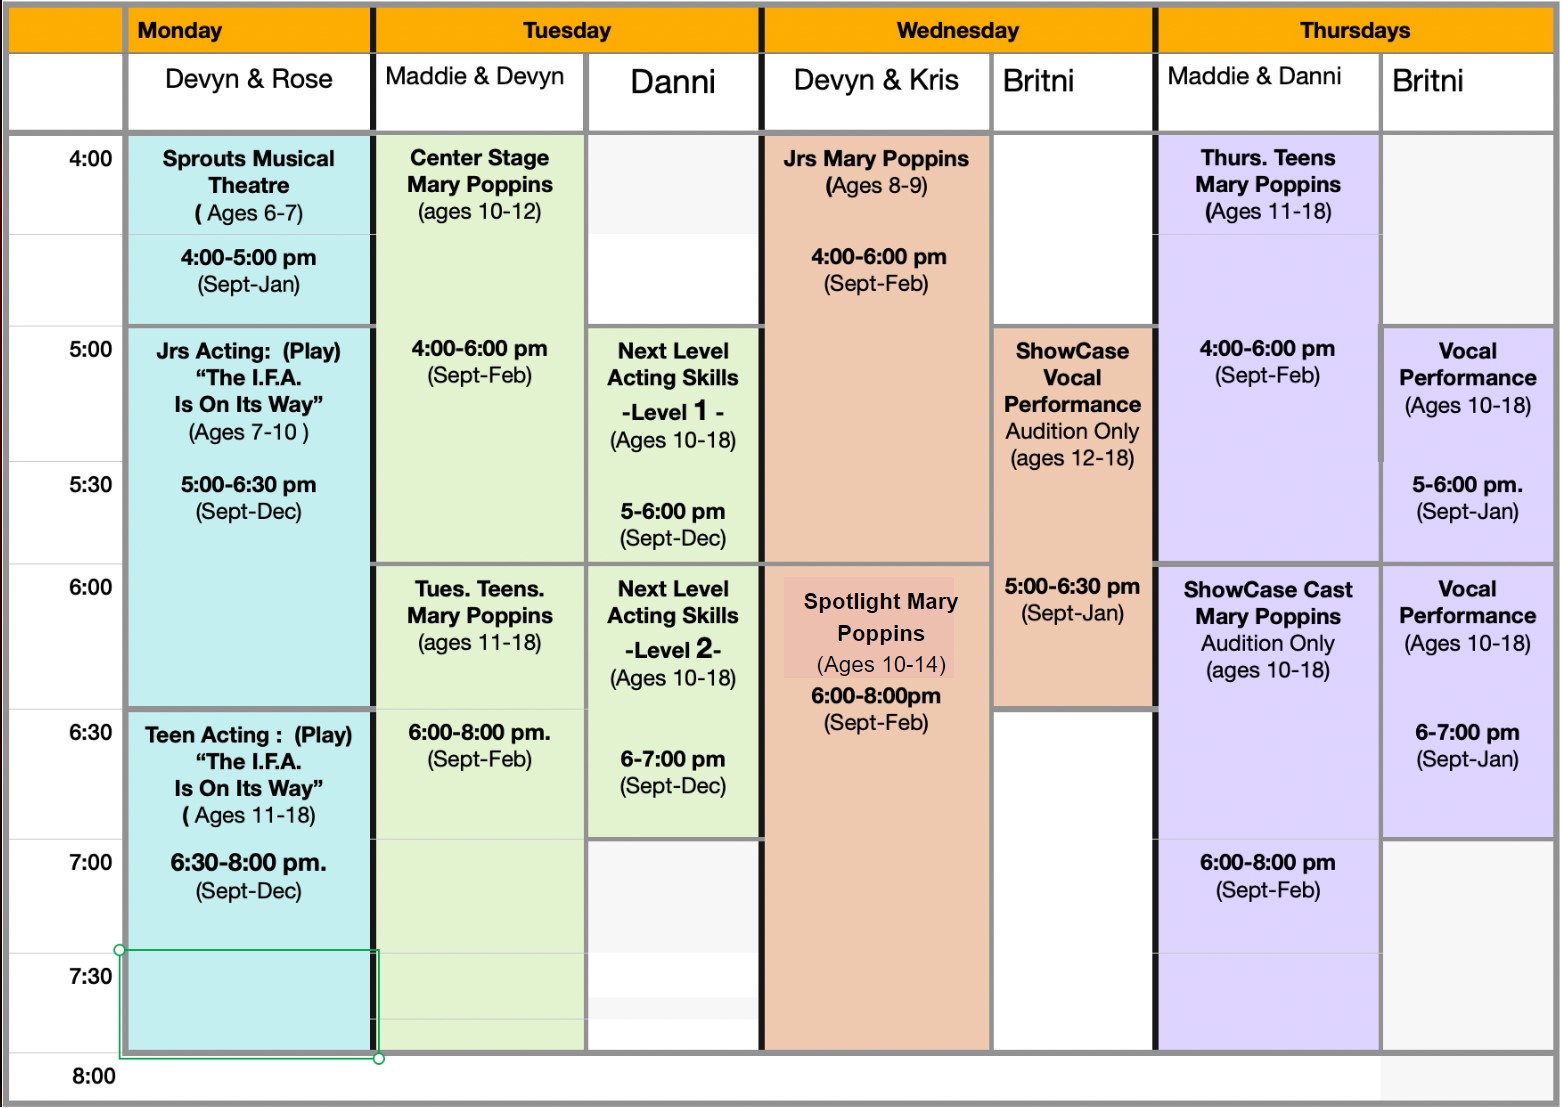 Monday
Tuesday
Wednesday
Thursdays
Devyn & Rose
Maddie & Devyn
Danni
Devyn & Kris
Britni
Maddie & Danni
Britni
4:00
Sprouts Musical
Theatre
( Ages 6-7)
4:00-5:00 pm
(Sept-Jan)
Center Stage
Mary Poppins
(ages 10-12)
4:00-6:00 pm
(Sept-Feb)
Jrs Mary Poppins
(Ages 8-9)
4:00-6:00 pm
(Sept-Feb)
Thurs. Teens
Mary Poppins
(Ages 11-18)
4:00-6:00 pm
(Sept-Feb)
5:00
Jrs Acting:  (Play)
“The I.F.A.
Is On Its Way”
(Ages 7-10 )
5:30
5:00-6:30 pm
(Sept-Dec)
Next Level
Acting Skills
-Level 1 -
(Ages 10-18)
5-6:00 pm
(Sept-Dec)
ShowCase
Vocal
Performance
Audition Only
(ages 12-18)
5:00-6:30 pm
(Sept-Jan)
Vocal
Performance
(Ages 10-18)
5-6:00 pm.
(Sept-Jan)
6:00
Tues. Teens.
Mary Poppins
(ages 11-18)
6:00-8:00 pm.
(Sept-Feb)
Next Level
Acting Skills
-Level 2-
(Ages 10-18)
6-7:00 pm
(Sept-Dec)
Spotlight Mary
Poppins
(Ages 10-14)
6:00-8:00pm
(Sept-Feb)
ShowCase Cast
Mary Poppins
Audition Only
(ages 10-18)
6:00-8:00 pm
(Sept-Feb)
Vocal
Performance
(Ages 10-18)
6-7:00 pm
(Sept-Jan)
6:30
Teen Acting :  (Play)
“The I.F.A.
Is On Its Way”
( Ages 11-18)
7:00
6:30-8:00 pm.
(Sept-Dec)
7:30
8:00